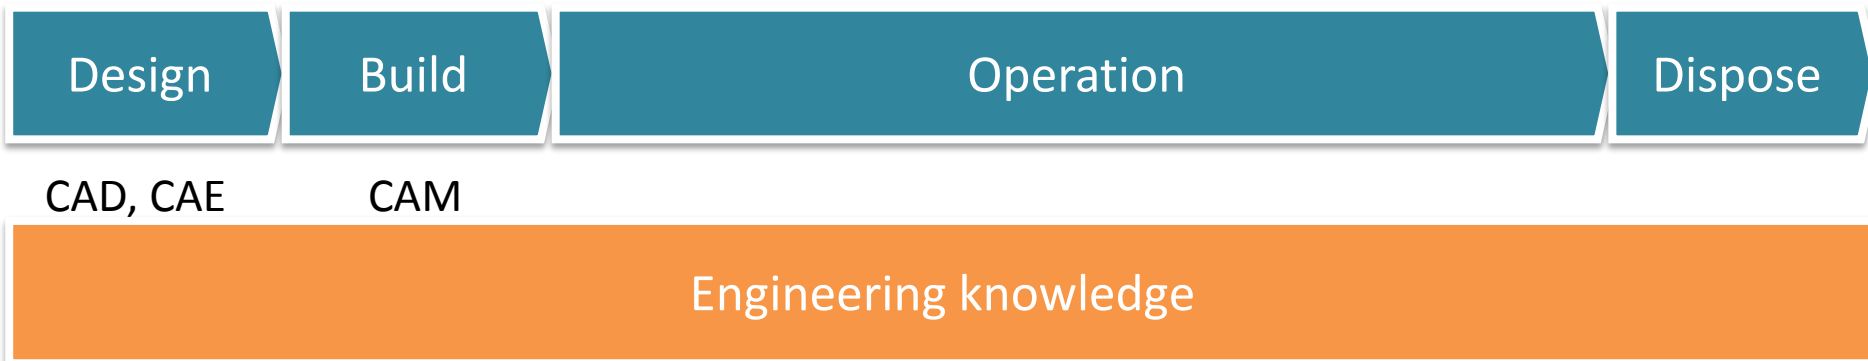 Design
Build
Operation
Dispose
CAD, CAE
CAM
Engineering knowledge